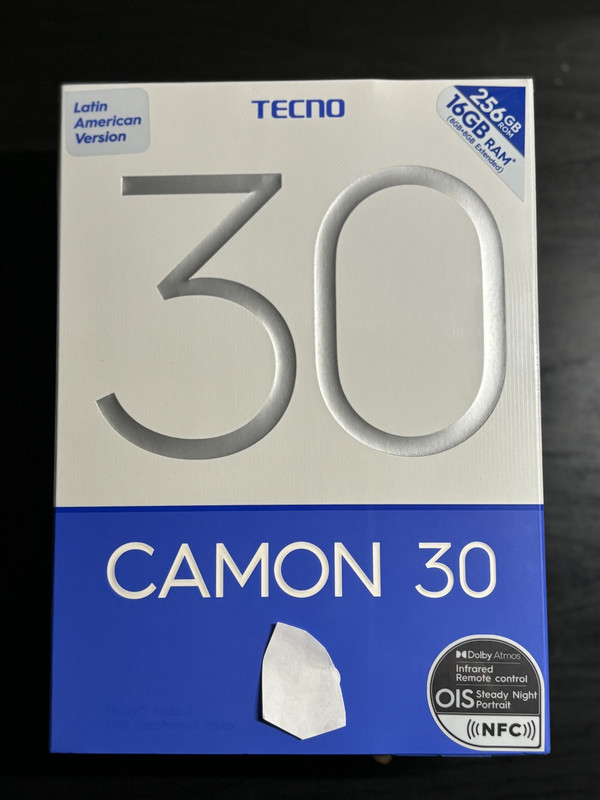 Latin
American
Version
TECNO
256GB
ROM
16GB RAM*
(8GB+8GB Extended)
30
CAMON 30
Dolby Atmos
Infrared
Remote control
OIS Steady Night
Portrait
NFC